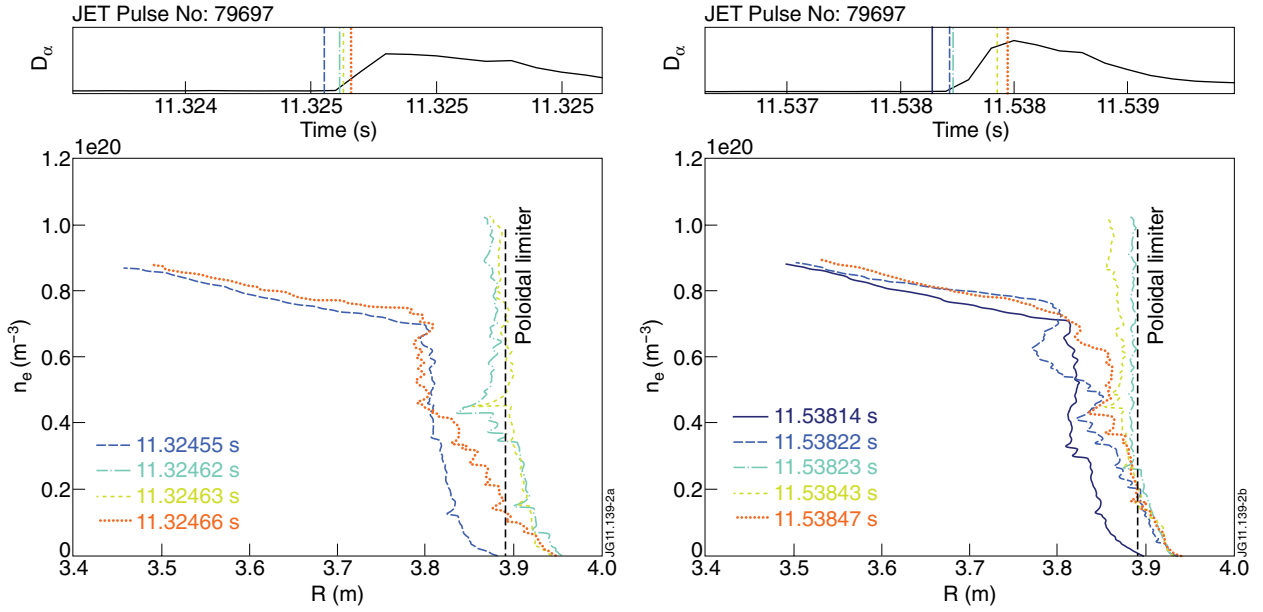 JET Pulse No: 79697
Dα
11.324 11.325 11.325 11.325
Time (s)
1e20
1.2
1.0
0.8
0.6
0.4
0.2
0
ne (m-3)
Poloidal limiter
11.32455 s
11.32462 s
11.32463 s
11.32466 s
3.4 3.5 3.6 3.7 3.8 3.9 4.0
R (m)
JG11.139-2a
JET Pulse No: 79697
Dα
11.537 11.538 11.538 11.539
Time (s)
1e20
1.2
1.0
0.8
0.6
0.4
0.2
0
ne (m-3)
Poloidal limiter
11.53814 s
11.53822 s
11.53823 s
11.53843 s
11.53847 s
3.4 3.5 3.6 3.7 3.8 3.9 4.0
R (m)
JG11.139-2b